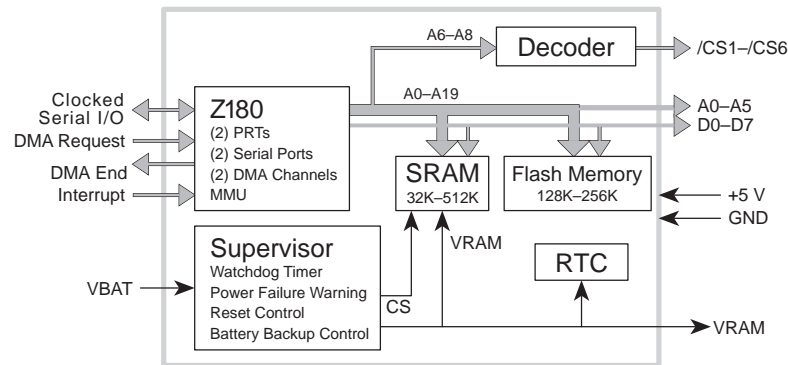 A6–A8
Decoder
/CS1–/CS6
Clocked
Serial I/O
DMA Request
DMA End
Interrupt
Z180
(2) PRTs
(2) Serial Ports
(2) DMA Channels
MMU
A0–A19
A0–A5
D0–D7
SRAM
32K–512K
Flash Memory
128K–256K
+5 V
GND
VBAT
Supervisor
Watchdog Timer
Power Failure Warning
Reset Control
Battery Backup Control
CS
VRAM
RTC
VRAM